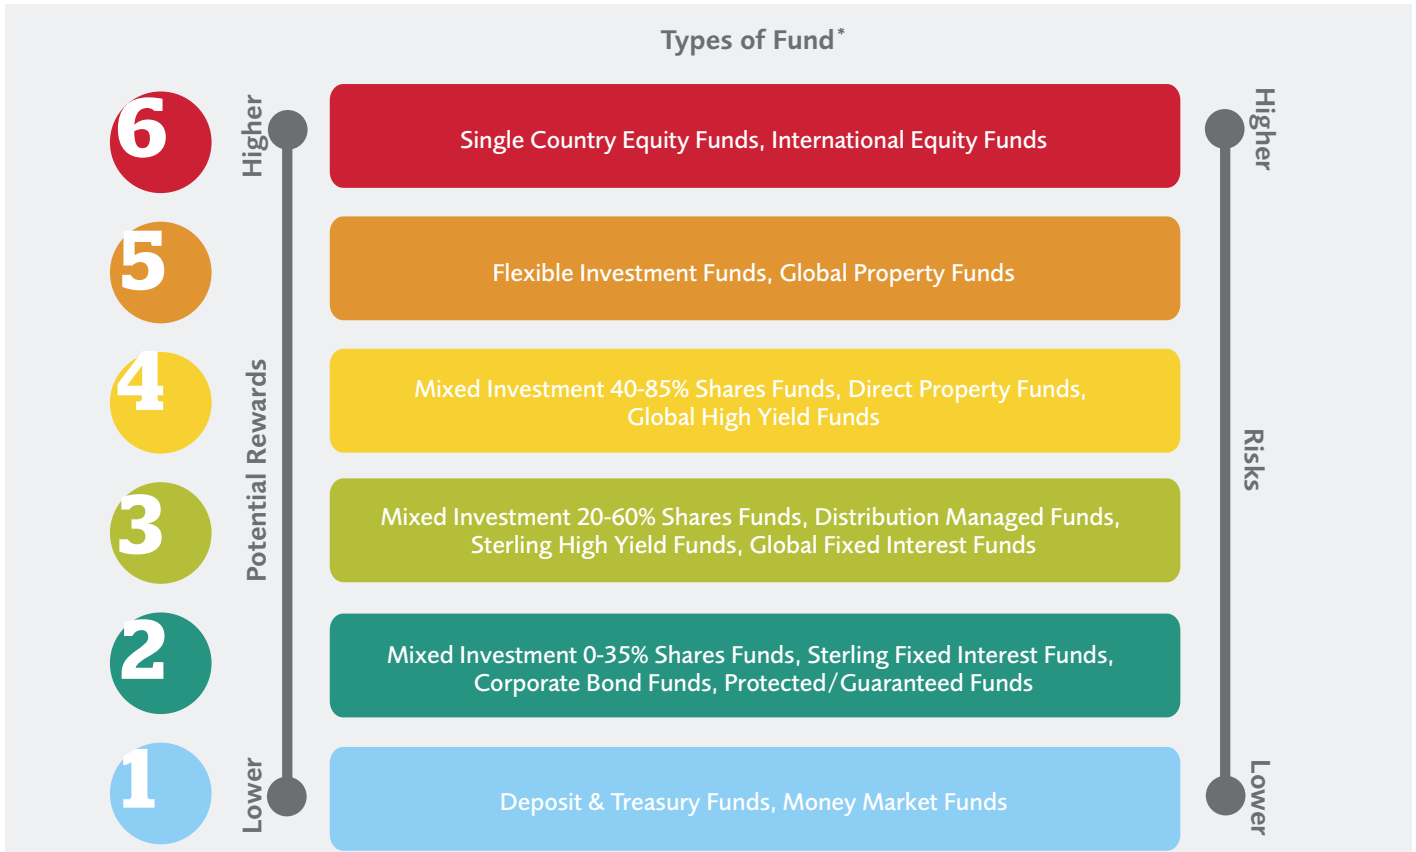 Types of Fund*
6
Higher
Single Country Equity Funds, International Equity Funds
Higher
5
Flexible Investment Funds, Global Property Funds
4
Mixed Investment 40-85% Shares Funds, Direct Property Funds,
Global High Yield Funds
Potential Rewards
Risks
3
Mixed Investment 20-60% Shares Funds, Distribution Managed Funds,
Sterling High Yield Funds, Global Fixed Interest Funds
2
Mixed Investment 0-35% Shares Funds, Sterling Fixed Interest Funds,
Corporate Bond Funds, Protected/Guaranteed Funds
1
Lower
Deposit & Treasury Funds, Money Market Funds
Lower